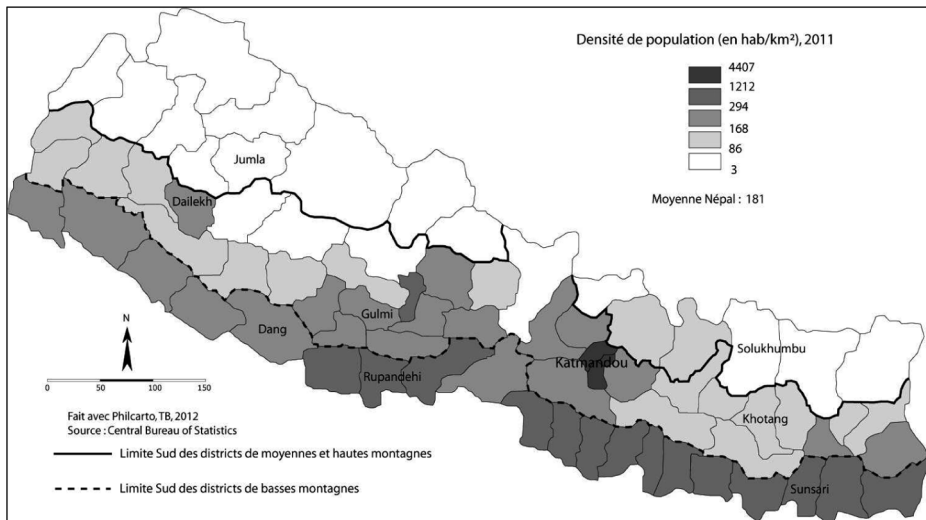 Densité de population (en hab/km²), 2011
4407
1212
294
168
86
3
Moyenne Népal : 181
Jumla
Dailekh
Gulmi
Dang
Rupandehi
Katmandou
Solukhumbu
Khotang
Sunsari
N
0 50 100 150
Fait avec Philcarto, TB, 2012
Source : Central Bureau of Statistics
Limite Sud des districts de moyennes et hautes montagnes
Limite Sud des districts de basses montagnes